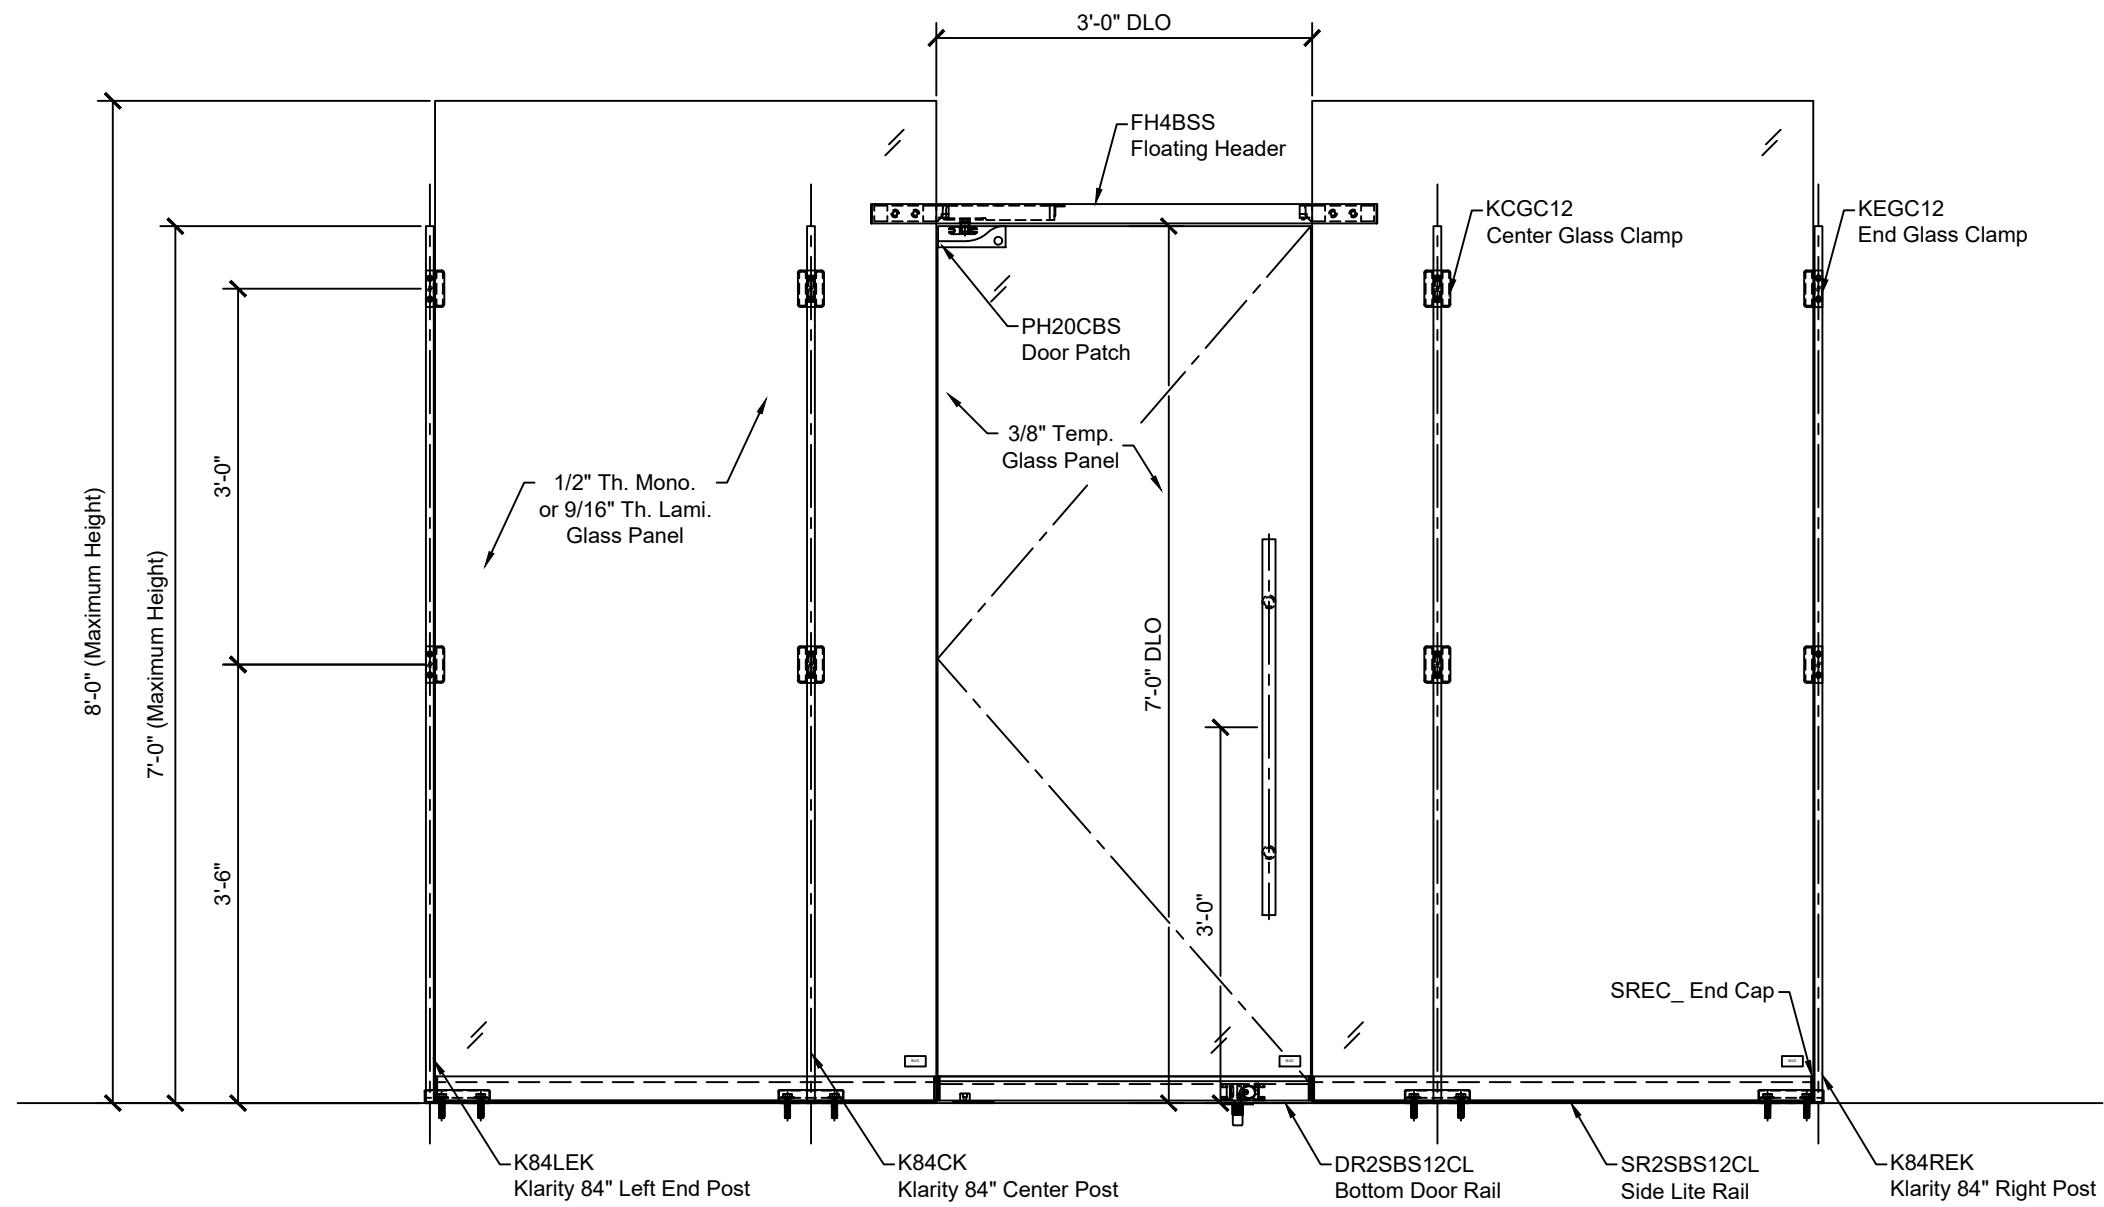 3'-0" DLO
FH4BSS
Floating Header
KCGC12
Center Glass Clamp
KEGC12
End Glass Clamp
PH20CBS
Door Patch
3/8" Temp.
Glass Panel
1/2" Th. Mono.
or 9/16" Th. Lami.
Glass Panel
8'-0" (Maximum Height)
7'-0" (Maximum Height)
3'-0"
3'-6"
7'-0" DLO
3'-0"
SREC_ End Cap
K84LEK
Klarity 84" Left End Post
K84CK
Klarity 84" Center Post
DR2SBS12CL
Bottom Door Rail
SR2SBS12CL
Side Lite Rail
K84REK
Klarity 84" Right Post